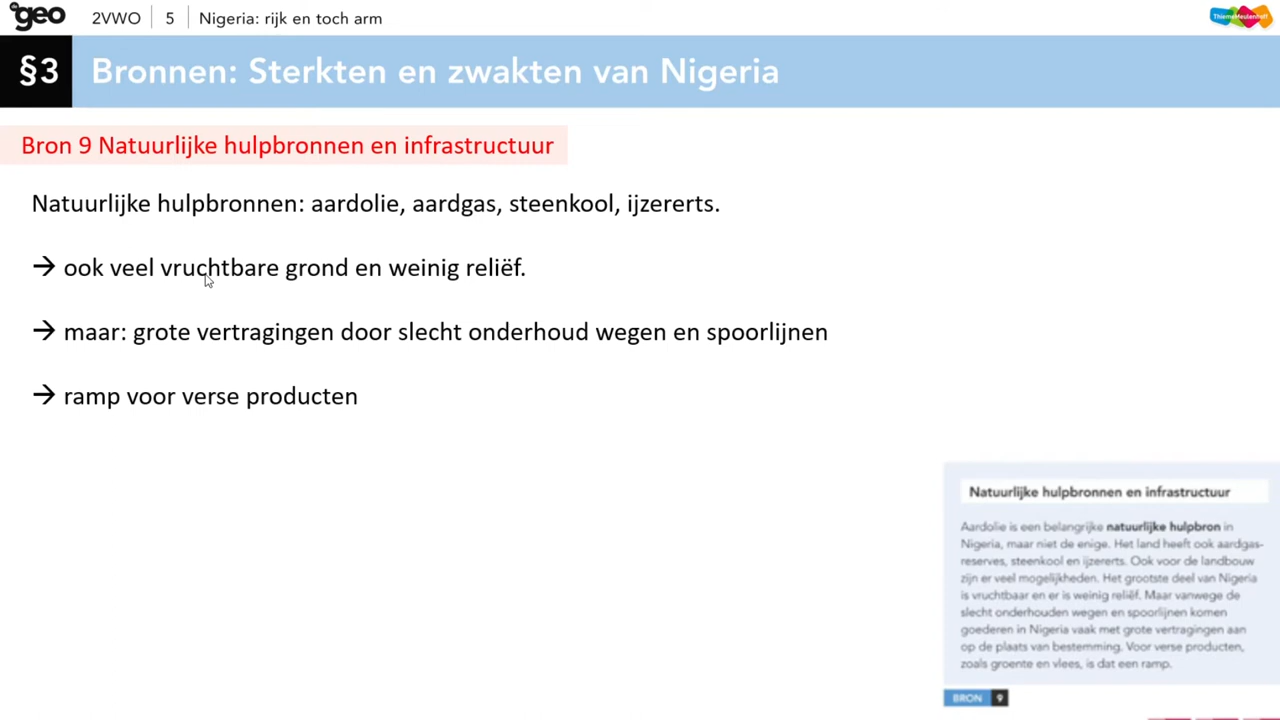 de geo 2VWO 5 Nigeria: rijk en toch arm ThiemeMeulenhoff
§3 Bronnen: Sterkten en zwakten van Nigeria
Bron 9 Natuurlijke hulpbronnen en infrastructuur
Natuurlijke hulpbronnen: aardolie, aardgas, steenkool, ijzererts.
→ ook veel vruchtbare grond en weinig reliëf.
→ maar: grote vertragingen door slecht onderhoud wegen en spoorlijnen
→ ramp voor verse producten
Natuurlijke hulpbronnen en infrastructuur
Aardolie is een belangrijke natuurlijke hulpbron in
Nigeria, maar niet de enige. Het land heeft ook aardgas-
reserves, steenkool en ijzererts. Ook voor de landbouw
zijn er veel mogelijkheden. Het grootste deel van Nigeria
is vruchtbaar en er is weinig reliëf. Maar vanwege de
slecht onderhouden wegen en spoorlijnen komen
goederen in Nigeria vaak met grote vertragingen aan
op de plaats van bestemming. Voor verse producten,
zoals groente en vlees, is dat een ramp.
BRON 9